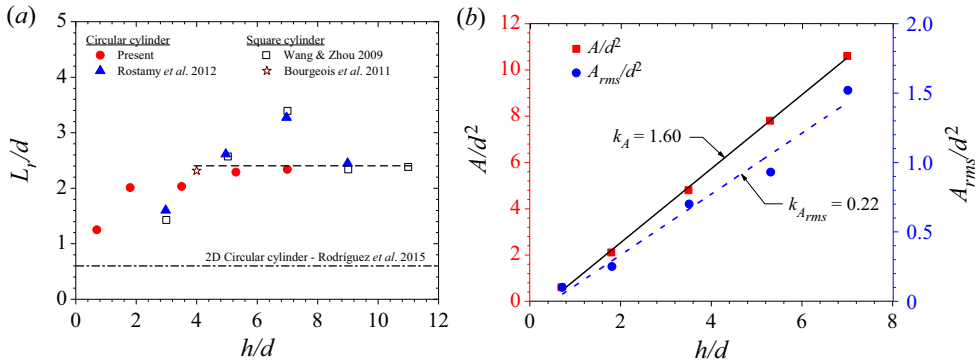 (a)
Circular cylinder
Square cylinder
Present
Wang & Zhou 2009
Rostamy et al. 2012
Bourgeois et al. 2011
2D Circular cylinder - Rodríguez et al. 2015
5
4
3
2
1
0
L_r/d
0 2 4 6 8 10 12
h/d
(b)
A/d²
A_rms/d²
k_A = 1.60
k_A_rms = 0.22
12
10
8
6
4
2
0
A/d²
2.0
1.5
1.0
0.5
0
A_rms/d²
0 2 4 6 8
h/d